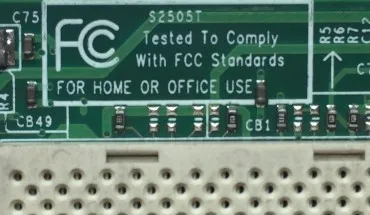 C75
FCC
S2505T
Tested To Comply
With FCC Standards
FOR HOME OR OFFICE USE
R5
R6
R7
C12
R4
CB49
CB1